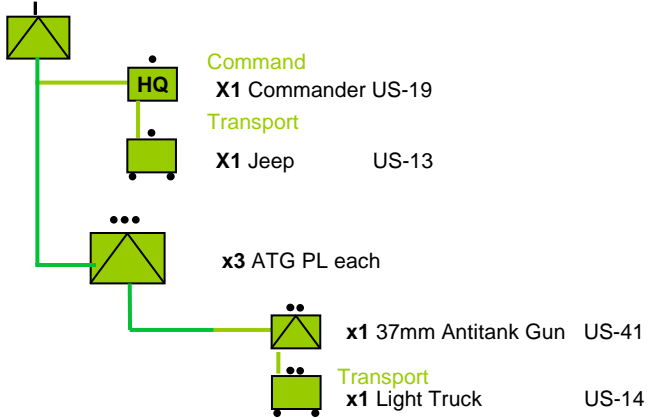 Command
HQ
X1 Commander US-19
Transport
X1 Jeep US-13
x3 ATG PL each
x1 37mm Antitank Gun US-41
Transport
x1 Light Truck US-14